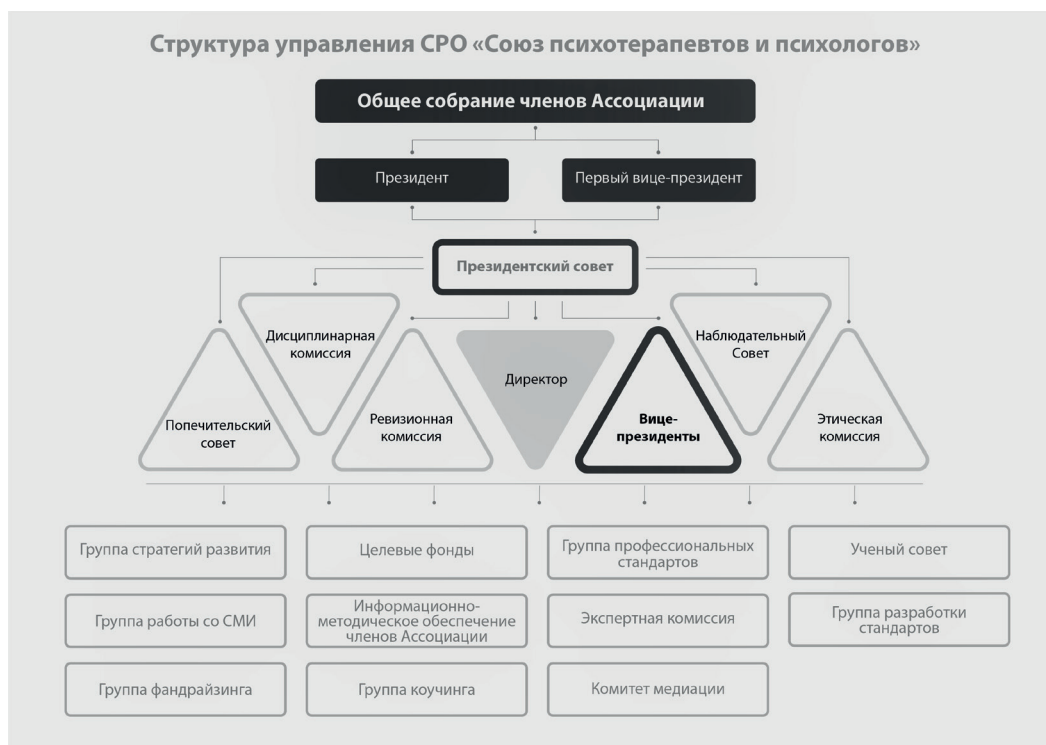 Структура управления СРО «Союз психотерапевтов и психологов»
Общее собрание членов Ассоциации
Президент
Первый вице-президент
Президентский совет
Дисциплинарная
комиссия
Наблюдательный
Совет
Директор
Попечительский
совет
Ревизионная
комиссия
Вице-
президенты
Этическая
комиссия
Группа стратегий развития
Целевые фонды
Группа профессиональных
стандартов
Ученый совет
Группа работы со СМИ
Информационно-
методическое обеспечение
членов Ассоциации
Экспертная комиссия
Группа разработки
стандартов
Группа фандрайзинга
Группа коучинга
Комитет медиации